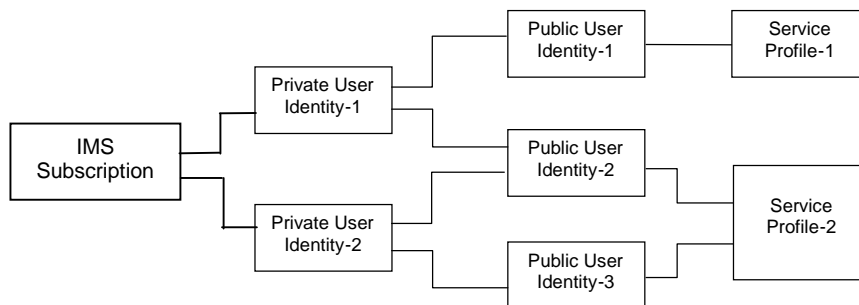 IMS
Subscription
Private User
Identity-1
Private User
Identity-2
Public User
Identity-1
Public User
Identity-2
Public User
Identity-3
Service
Profile-1
Service
Profile-2